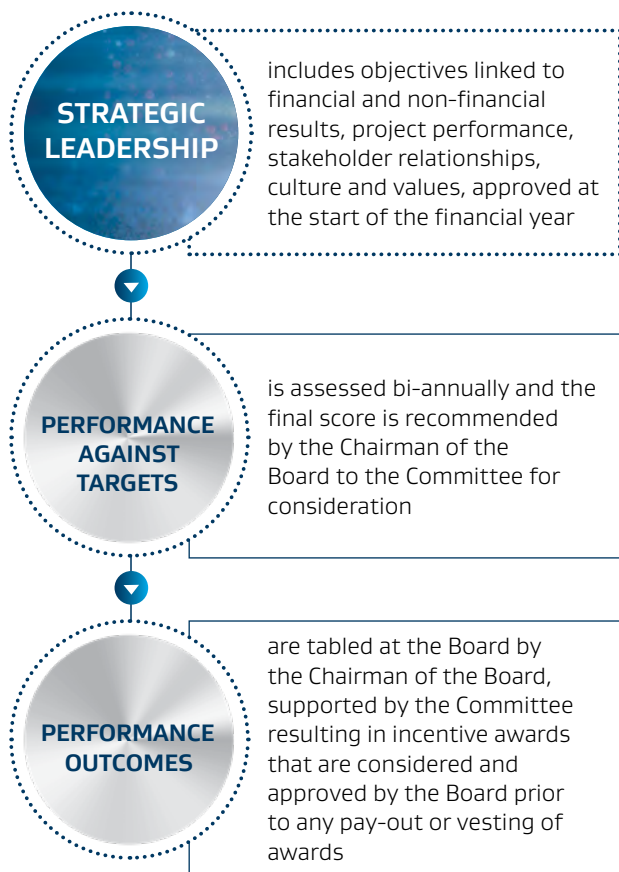 STRATEGIC
LEADERSHIP
includes objectives linked to
financial and non-financial
results, project performance,
stakeholder relationships,
culture and values, approved at
the start of the financial year
PERFORMANCE
AGAINST
TARGETS
is assessed bi-annually and the
final score is recommended
by the Chairman of the
Board to the Committee for
consideration
PERFORMANCE
OUTCOMES
are tabled at the Board by
the Chairman of the Board,
supported by the Committee
resulting in incentive awards
that are considered and
approved by the Board prior
to any pay-out or vesting of
awards